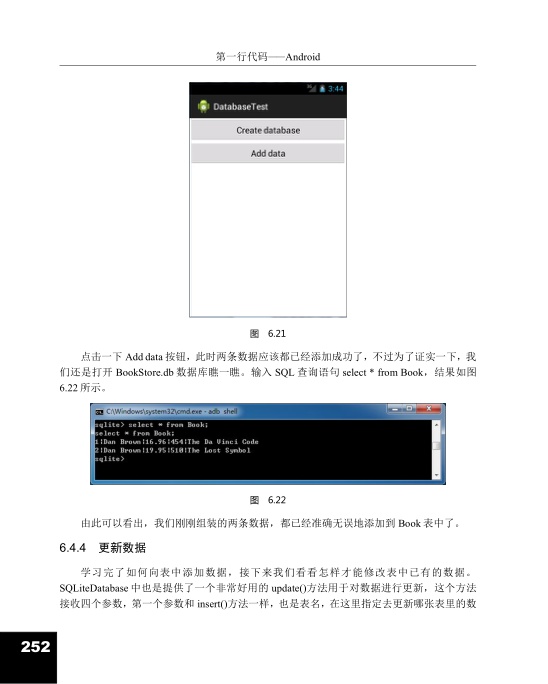 第一行代码——Android
3:44
DatabaseTest
Create database
Add data
图 6.21
点击一下 Add data 按钮，此时两条数据应该都已经添加成功了，不过为了证实一下，我
们还是打开 BookStore.db 数据库瞧一瞧。输入 SQL 查询语句 select * from Book，结果如图
6.22 所示。
C:\Windows\system32\cmd.exe - adb shell
sqlite> select * from Book;
select * from Book;
1|Dan Brown|16.96|454|The Da Vinci Code
2|Dan Brown|19.95|510|The Lost Symbol
sqlite>
图 6.22
由此可以看出，我们刚刚组装的两条数据，都已经准确无误地添加到 Book 表中了。
6.4.4 更新数据
学习完了如何向表中添加数据，接下来我们看看怎样才能修改表中已有的数据。
SQLiteDatabase 中也是提供了一个非常好用的 update()方法用于对数据进行更新，这个方法
接收四个参数，第一个参数和 insert()方法一样，也是表名，在这里指定去更新哪张表里的数
252